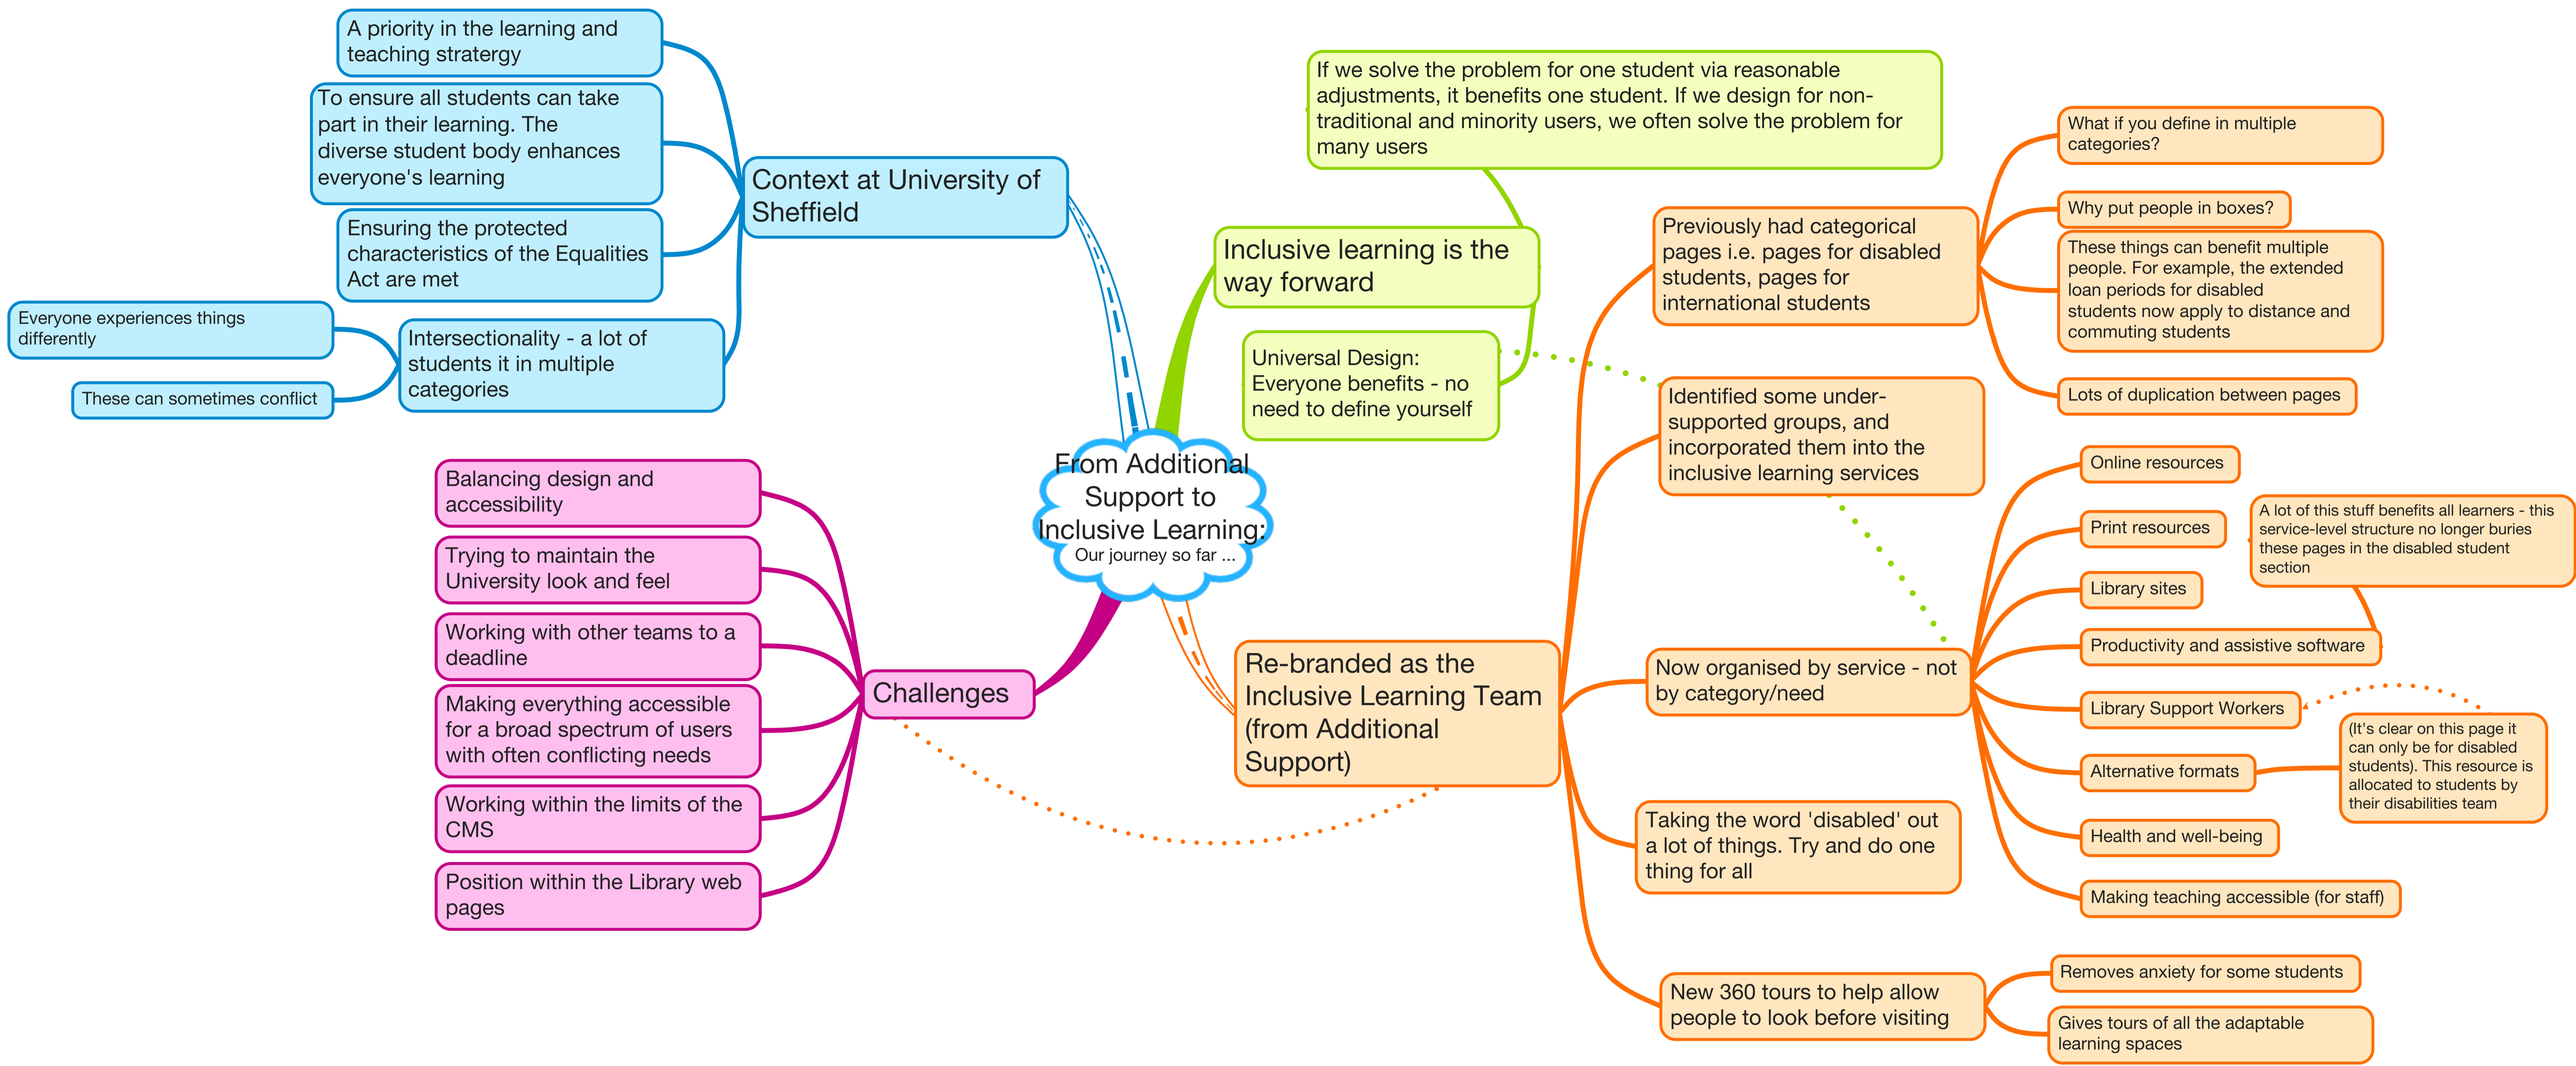 From Additional
Support to
Inclusive Learning:
Our journey so far ...
Context at University of
Sheffield
A priority in the learning and
teaching stratergy
To ensure all students can take
part in their learning. The
diverse student body enhances
everyone's learning
Ensuring the protected
characteristics of the Equalities
Act are met
Intersectionality - a lot of
students it in multiple
categories
Everyone experiences things
differently
These can sometimes conflict
Inclusive learning is the
way forward
If we solve the problem for one student via reasonable
adjustments, it benefits one student. If we design for non-
traditional and minority users, we often solve the problem for
many users
Universal Design:
Everyone benefits - no
need to define yourself
Re-branded as the
Inclusive Learning Team
(from Additional
Support)
Previously had categorical
pages i.e. pages for disabled
students, pages for
international students
What if you define in multiple
categories?
Why put people in boxes?
These things can benefit multiple
people. For example, the extended
loan periods for disabled
students now apply to distance and
commuting students
Lots of duplication between pages
Identified some under-
supported groups, and
incorporated them into the
inclusive learning services
Now organised by service - not
by category/need
Online resources
Print resources
Library sites
Productivity and assistive software
A lot of this stuff benefits all learners - this
service-level structure no longer buries
these pages in the disabled student
section
Library Support Workers
Alternative formats
(It's clear on this page it
can only be for disabled
students). This resource is
allocated to students by
their disabilities team
Health and well-being
Making teaching accessible (for staff)
Taking the word 'disabled' out
a lot of things. Try and do one
thing for all
New 360 tours to help allow
people to look before visiting
Removes anxiety for some students
Gives tours of all the adaptable
learning spaces
Challenges
Balancing design and
accessibility
Trying to maintain the
University look and feel
Working with other teams to a
deadline
Making everything accessible
for a broad spectrum of users
with often conflicting needs
Working within the limits of the
CMS
Position within the Library web
pages